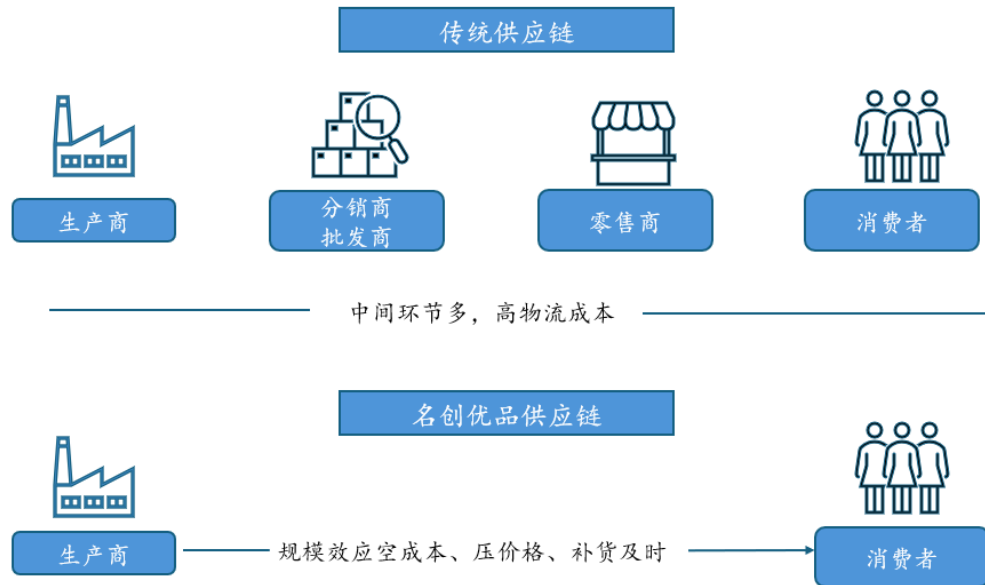 传统供应链
生产商
分销商
批发商
零售商
消费者
中间环节多，高物流成本
名创优品供应链
生产商
规模效应空成本、压价格、补货及时
消费者